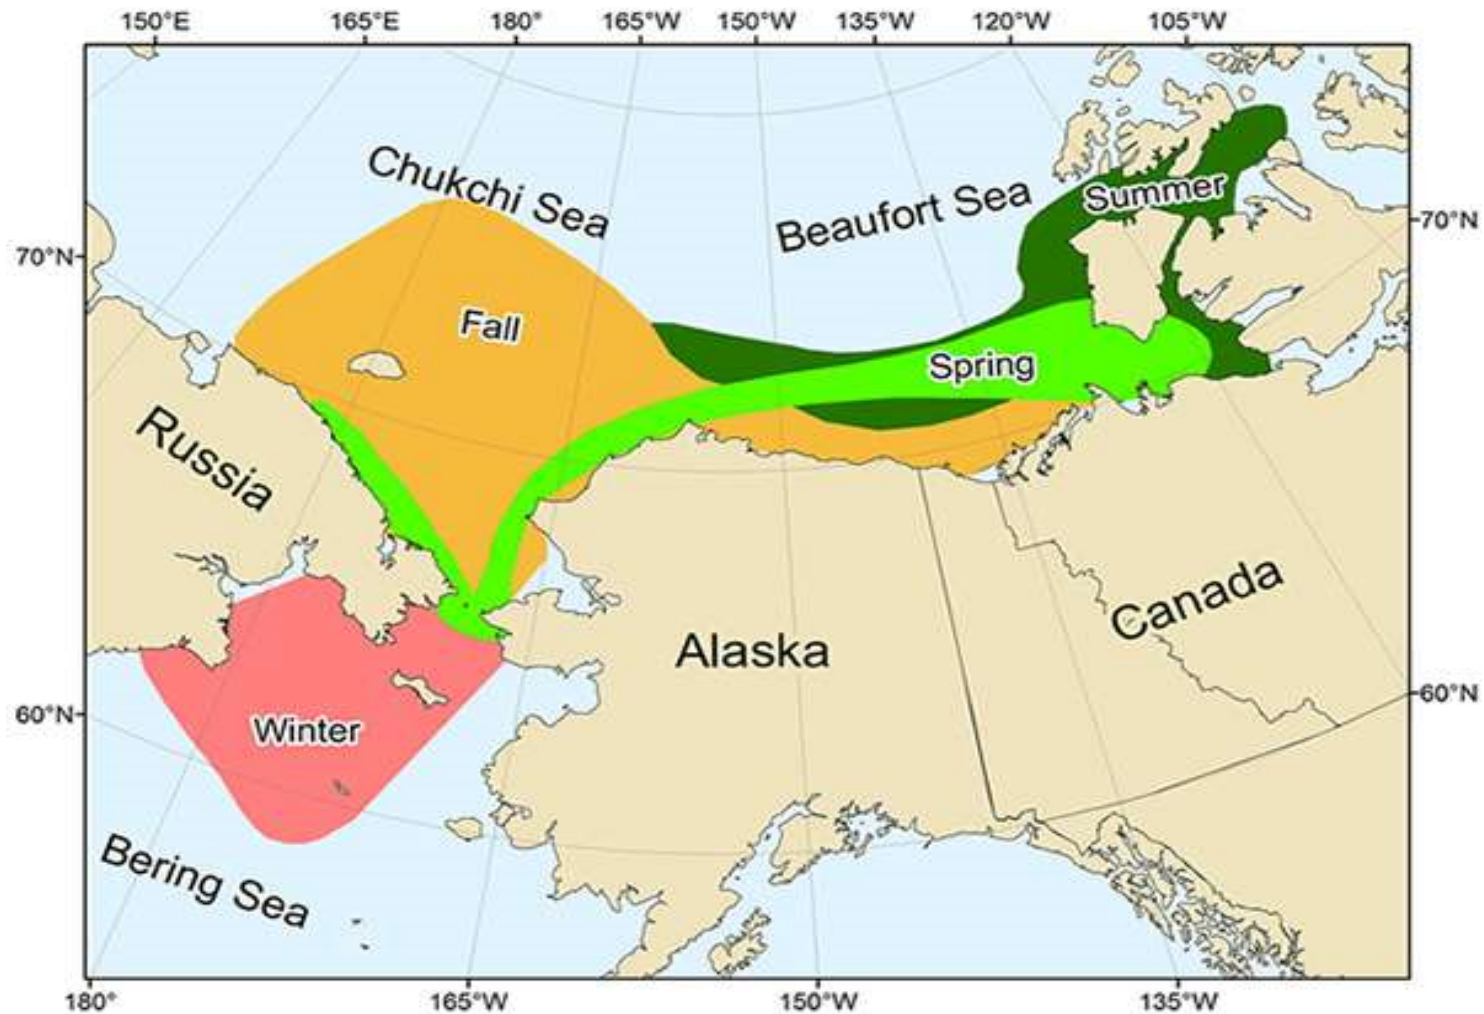 150°E 165°E 180° 165°W 150°W 135°W 120°W 105°W
Chukchi Sea
Beaufort Sea
Summer
70°N
70°N
Fall
Spring
Russia
Canada
Alaska
60°N
60°N
Winter
Bering Sea
180° 165°W 150°W 135°W